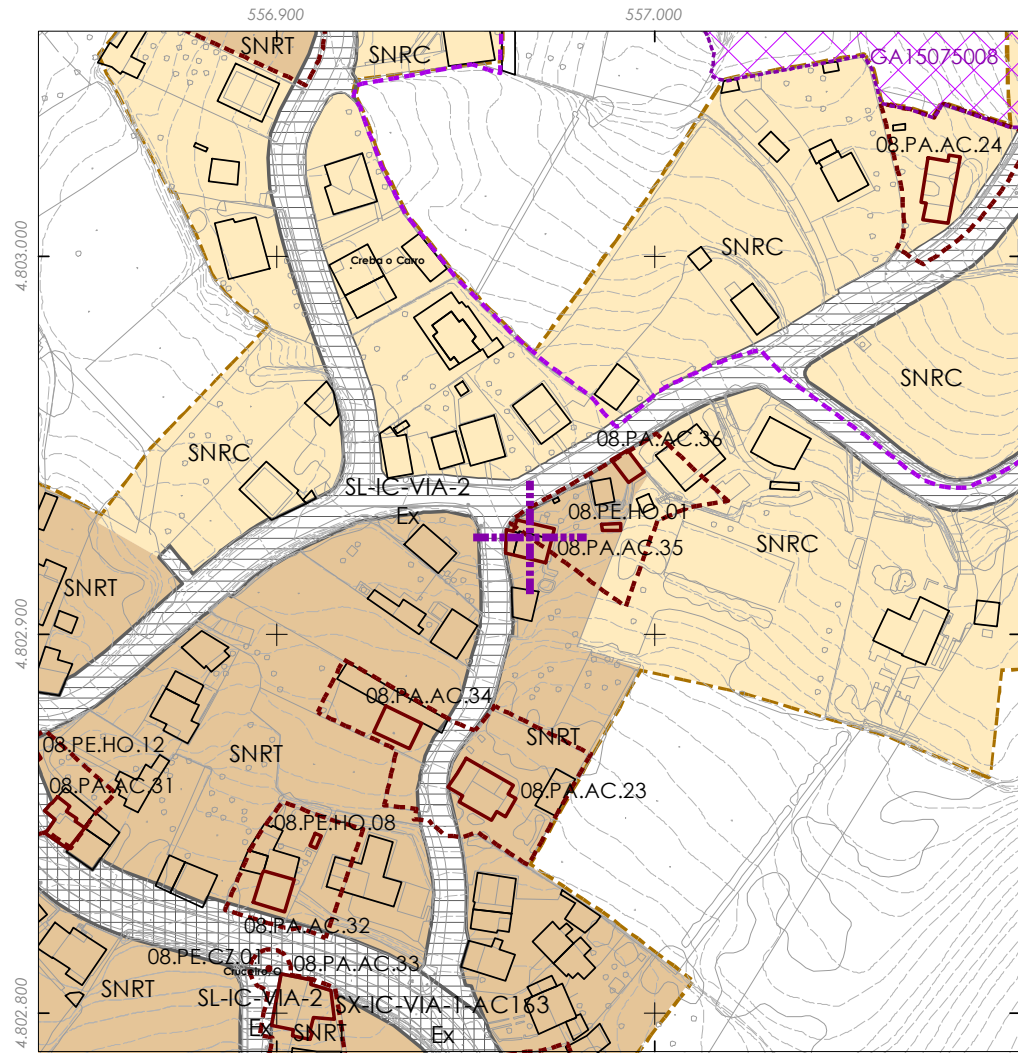 556.900
557.000
SNRT
SNRC
GA15075008
08.PA.AC.24
4.803.000
SNRC
Creba o Carro
SNRC
08.PA.AC.36
SNRC
SL-IC-VIA-2
Ex
08.PE.HO.01
08.PA.AC.35
SNRC
SNRT
4.802.900
08.PA.AC.34
SNRT
SNRT
08.PE.HO.12
08.PA.AC.31
08.PA.AC.23
08.PE.HO.08
08.PA.AC.32
08.PE.CZ.01
08.PA.AC.33
Cruceiro, O
SNRT
SL-IC-VIA-2
Ex
SX-IC-VIA-1-AC163
Ex
SNRT
4.802.800